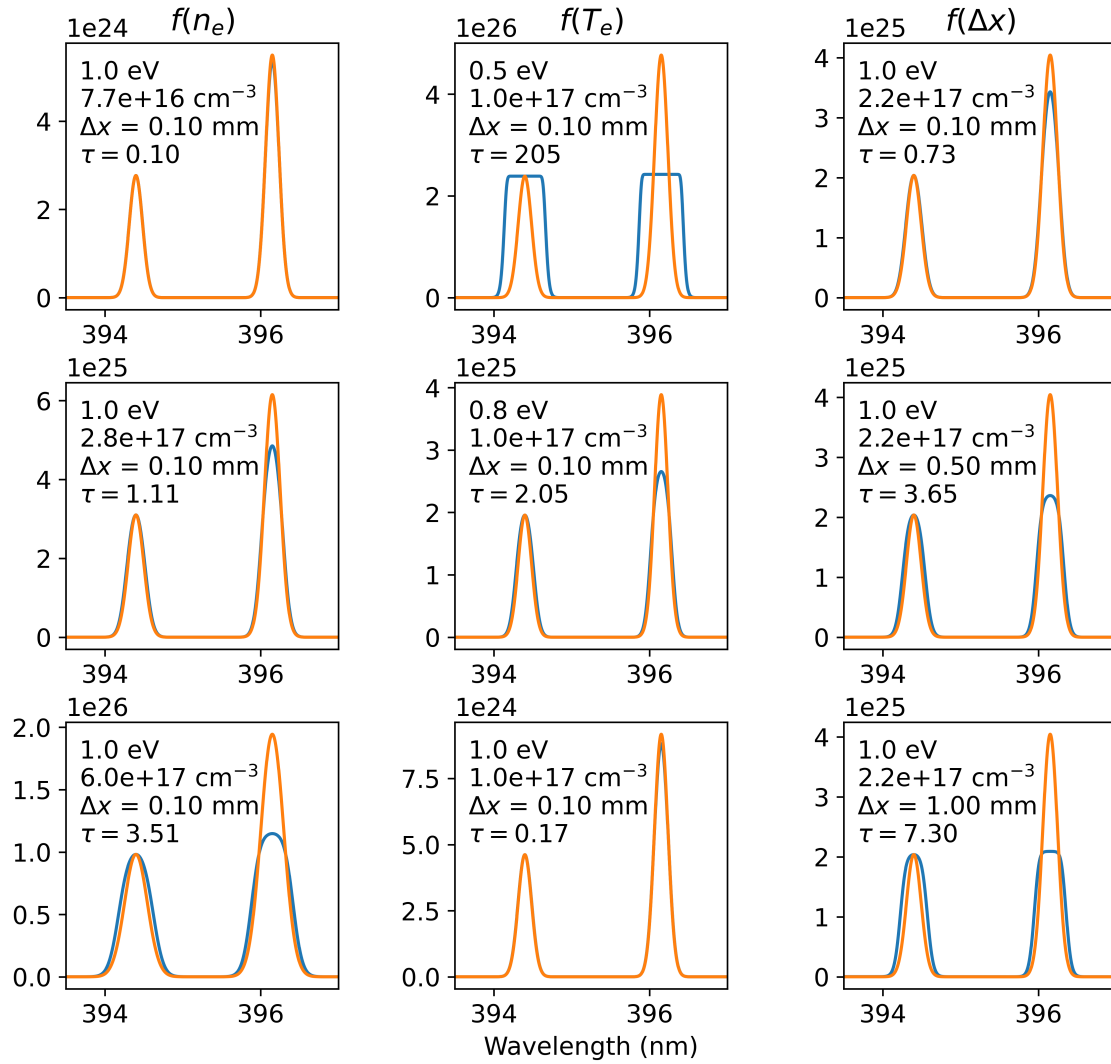 f(n_e)
f(T_e)
f(Δx)
1e24
1.0 eV
7.7e+16 cm⁻³
Δx = 0.10 mm
τ = 0.10
4
2
0
394
396
1e26
0.5 eV
1.0e+17 cm⁻³
Δx = 0.10 mm
τ = 205
4
2
0
394
396
1e25
1.0 eV
2.2e+17 cm⁻³
Δx = 0.10 mm
τ = 0.73
4
3
2
1
0
394
396
1e25
1.0 eV
2.8e+17 cm⁻³
Δx = 0.10 mm
τ = 1.11
6
4
2
0
394
396
1e25
0.8 eV
1.0e+17 cm⁻³
Δx = 0.10 mm
τ = 2.05
4
3
2
1
0
394
396
1e25
1.0 eV
2.2e+17 cm⁻³
Δx = 0.50 mm
τ = 3.65
4
3
2
1
0
394
396
1e26
1.0 eV
6.0e+17 cm⁻³
Δx = 0.10 mm
τ = 3.51
2.0
1.5
1.0
0.5
0.0
394
396
1e24
1.0 eV
1.0e+17 cm⁻³
Δx = 0.10 mm
τ = 0.17
7.5
5.0
2.5
0.0
394
396
1e25
1.0 eV
2.2e+17 cm⁻³
Δx = 1.00 mm
τ = 7.30
4
3
2
1
0
394
396
Wavelength (nm)